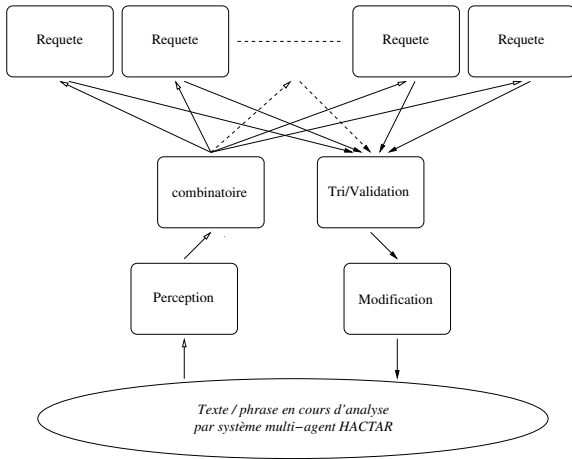 Requete
Requete
Requete
Requete
combinatoire
Tri/Validation
Perception
Modification
Texte / phrase en cours d'analyse
par système multi−agent HACTAR